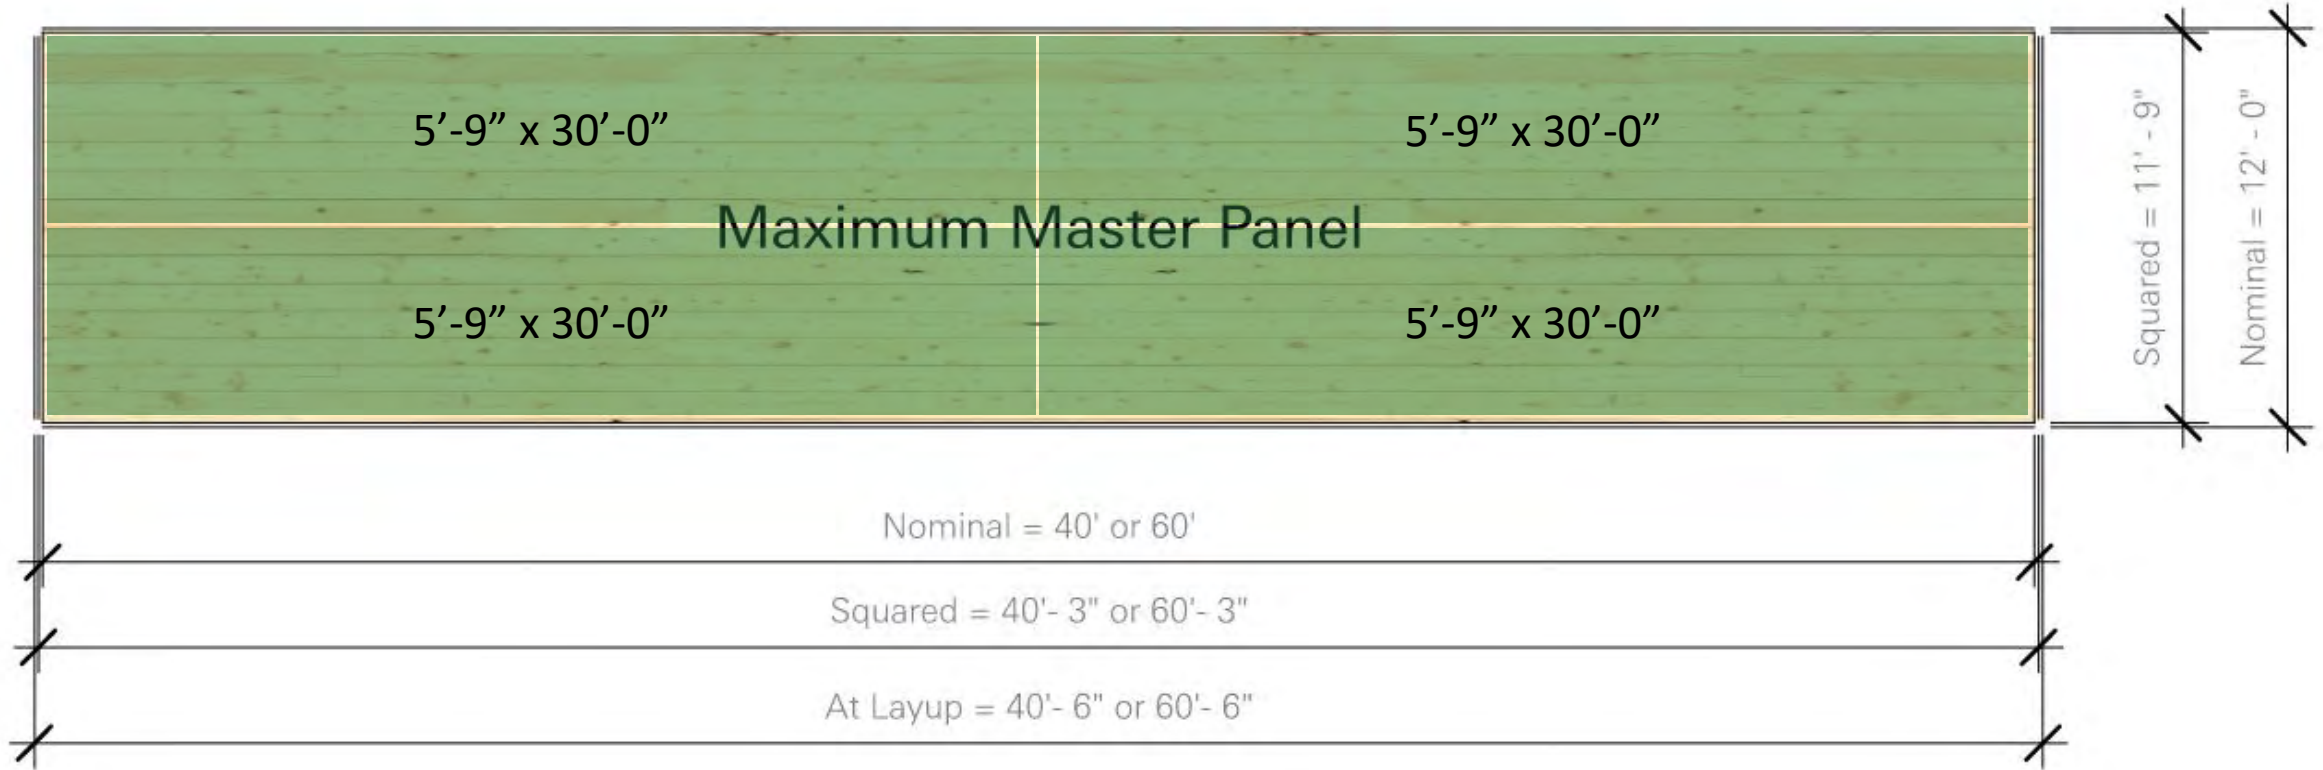 5’-9” x 30’-0”
5’-9” x 30’-0”
Maximum Master Panel
5’-9” x 30’-0”
5’-9” x 30’-0”
Squared = 11' - 9"
Nominal = 12' - 0"
Nominal = 40' or 60'
Squared = 40'- 3" or 60'- 3"
At Layup = 40'- 6" or 60'- 6"